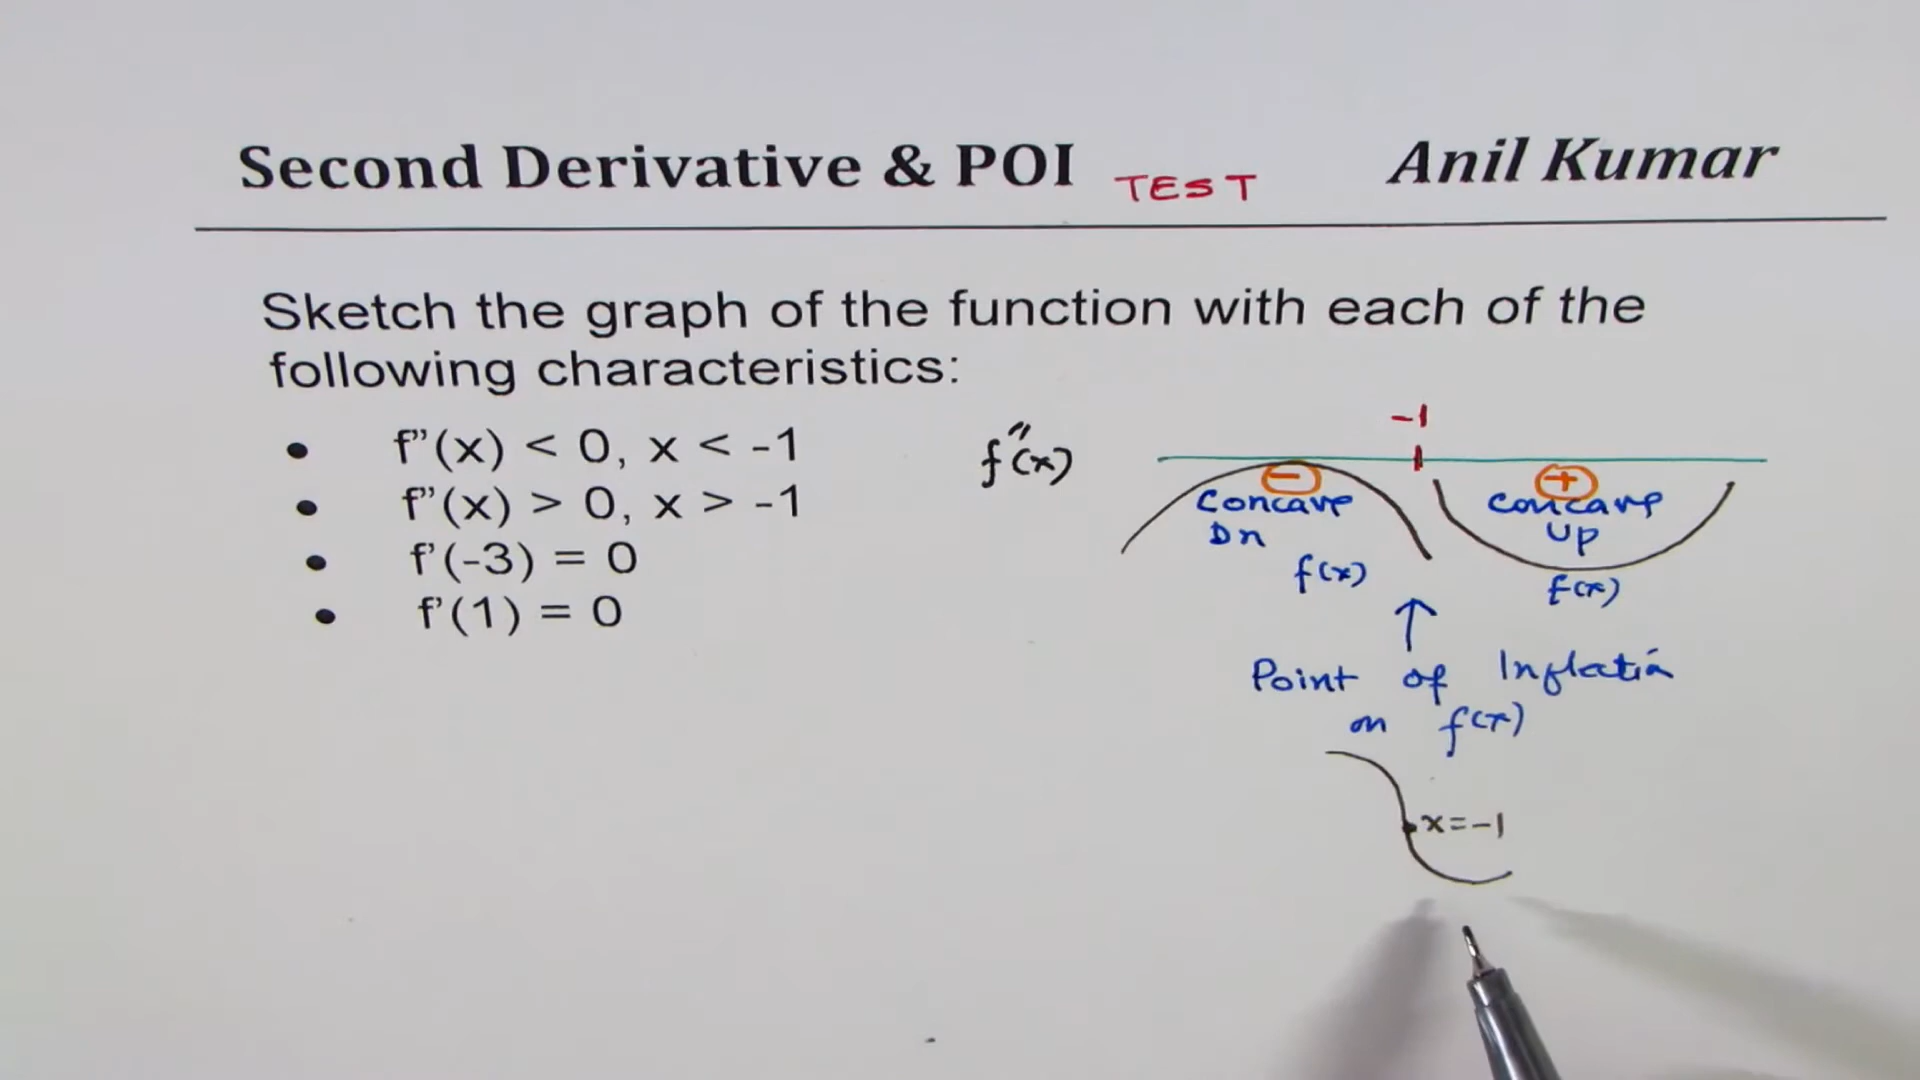 Second Derivative & POI TEST Anil Kumar
Sketch the graph of the function with each of the
following characteristics:
• f"(x) < 0, x < -1
• f"(x) > 0, x > -1
• f'(-3) = 0
• f'(1) = 0
f"(x)
-1
− +
Concave Concave
Dn Up
f(x) f(x)
↑
Point of Inflection
on f(x)
x=-1